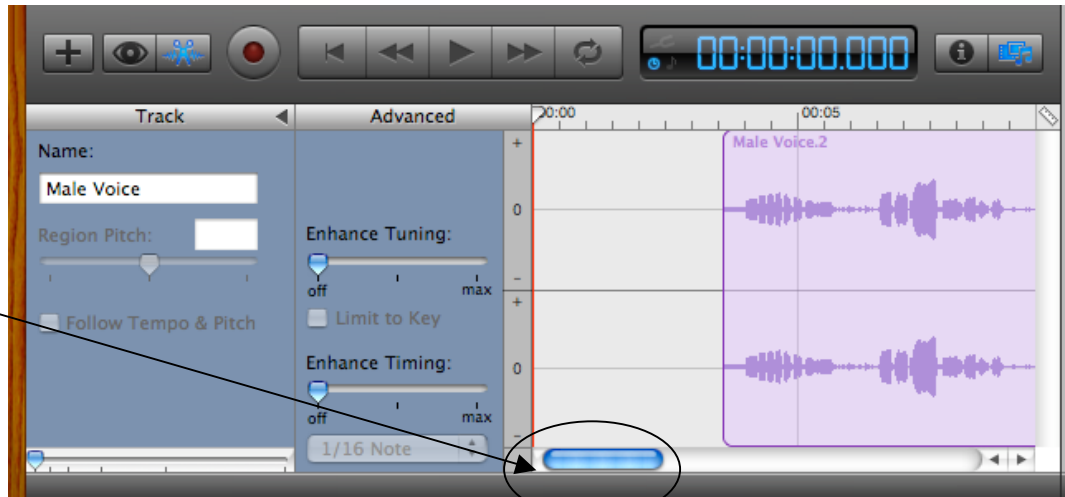 00:00:00.000
Track
Advanced
00:00
00:05
Name:
Male Voice
Region Pitch:
Follow Tempo & Pitch
Enhance Tuning:
off
max
Limit to Key
Enhance Timing:
off
max
1/16 Note
+
0
-
+
0
-
Male Voice.2